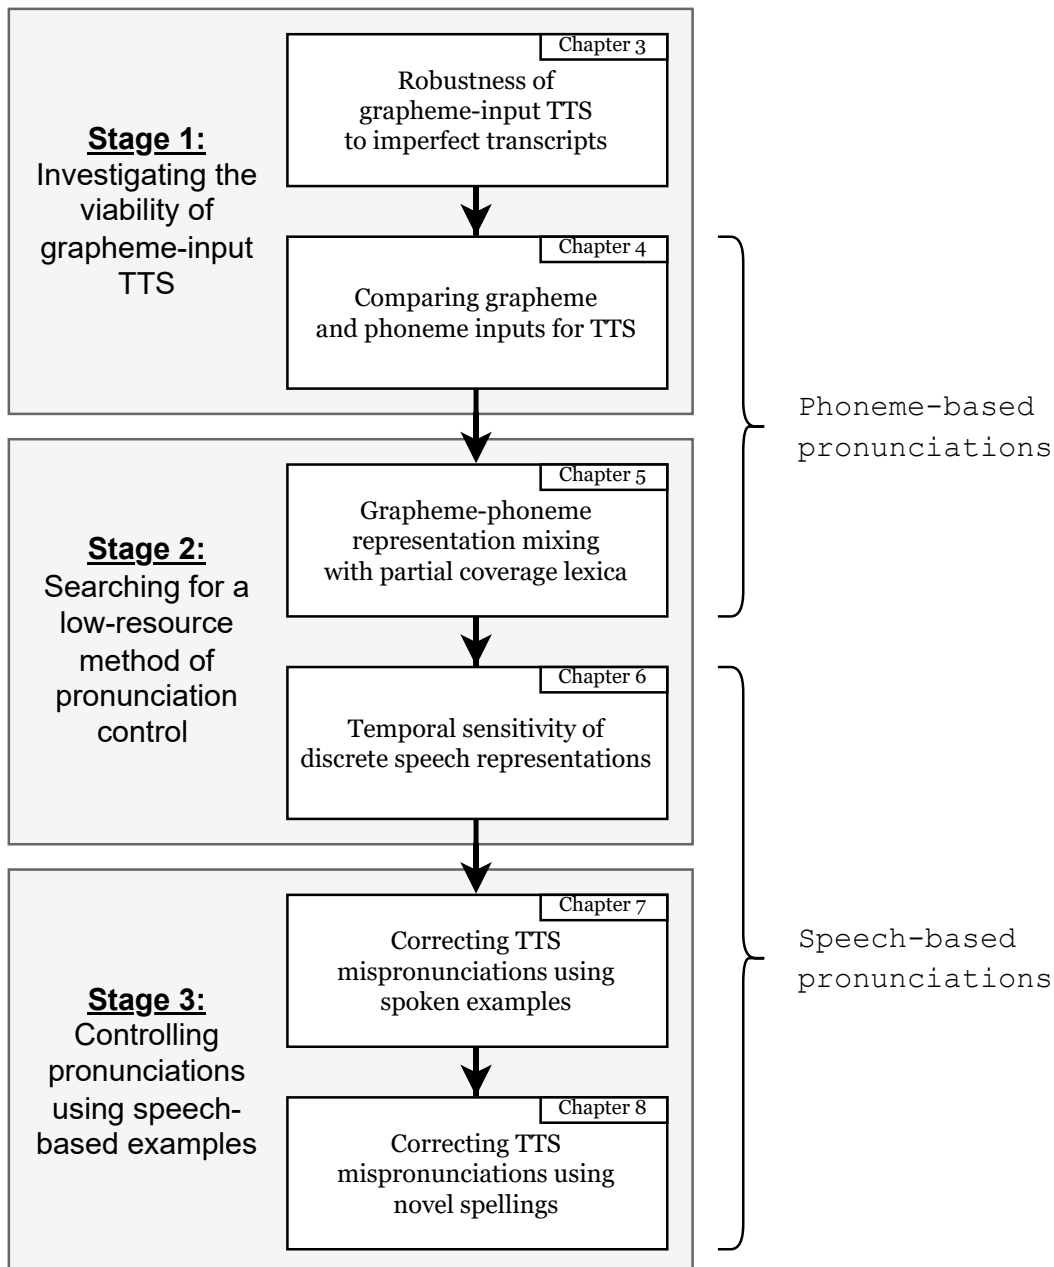 Stage 1:
Investigating the
viability of
grapheme-input
TTS
Chapter 3
Robustness of
grapheme-input TTS
to imperfect transcripts
Chapter 4
Comparing grapheme
and phoneme inputs for TTS
Phoneme-based
pronunciations
Stage 2:
Searching for a
low-resource
method of
pronunciation
control
Chapter 5
Grapheme-phoneme
representation mixing
with partial coverage lexica
Chapter 6
Temporal sensitivity of
discrete speech representations
Speech-based
pronunciations
Stage 3:
Controlling
pronunciations
using speech-
based examples
Chapter 7
Correcting TTS
mispronunciations using
spoken examples
Chapter 8
Correcting TTS
mispronunciations using
novel spellings